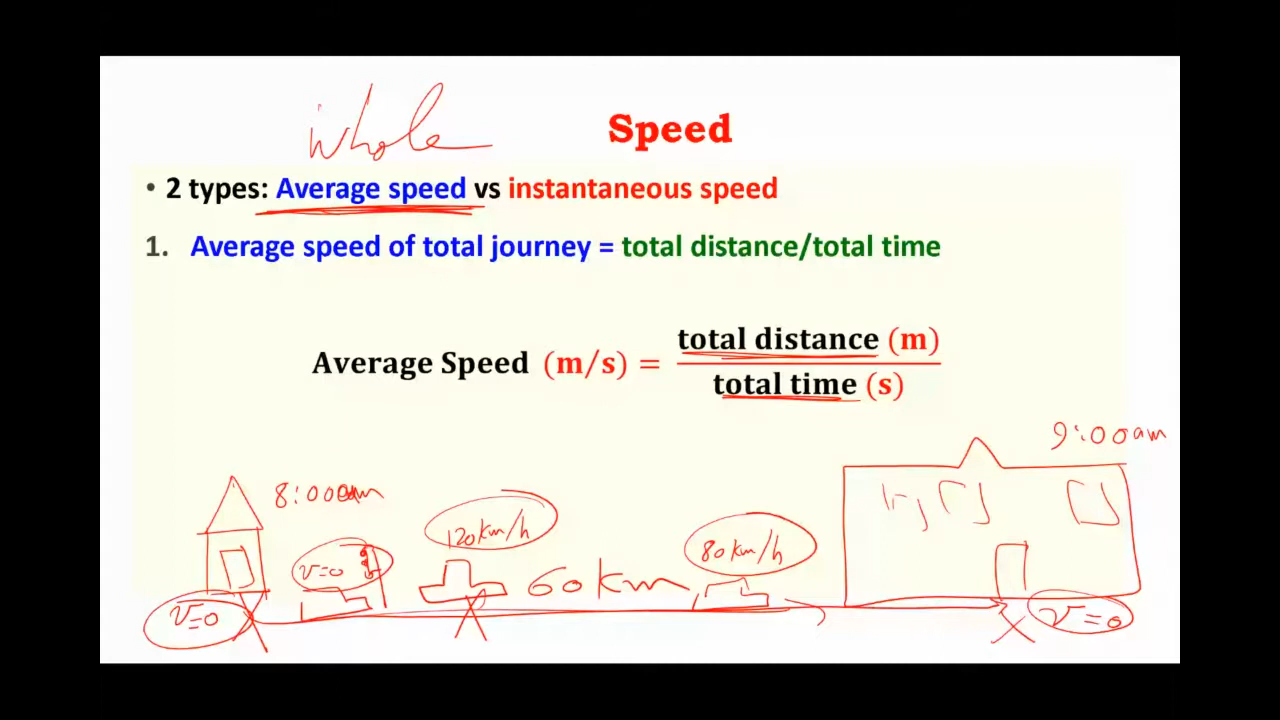 whole
Speed
• 2 types: Average speed vs instantaneous speed
1. Average speed of total journey = total distance/total time
Average Speed (m/s) = total distance (m)
total time (s)
9:00am
8:00am
120km/h
80km/h
v=0
60km
v=0
v=0